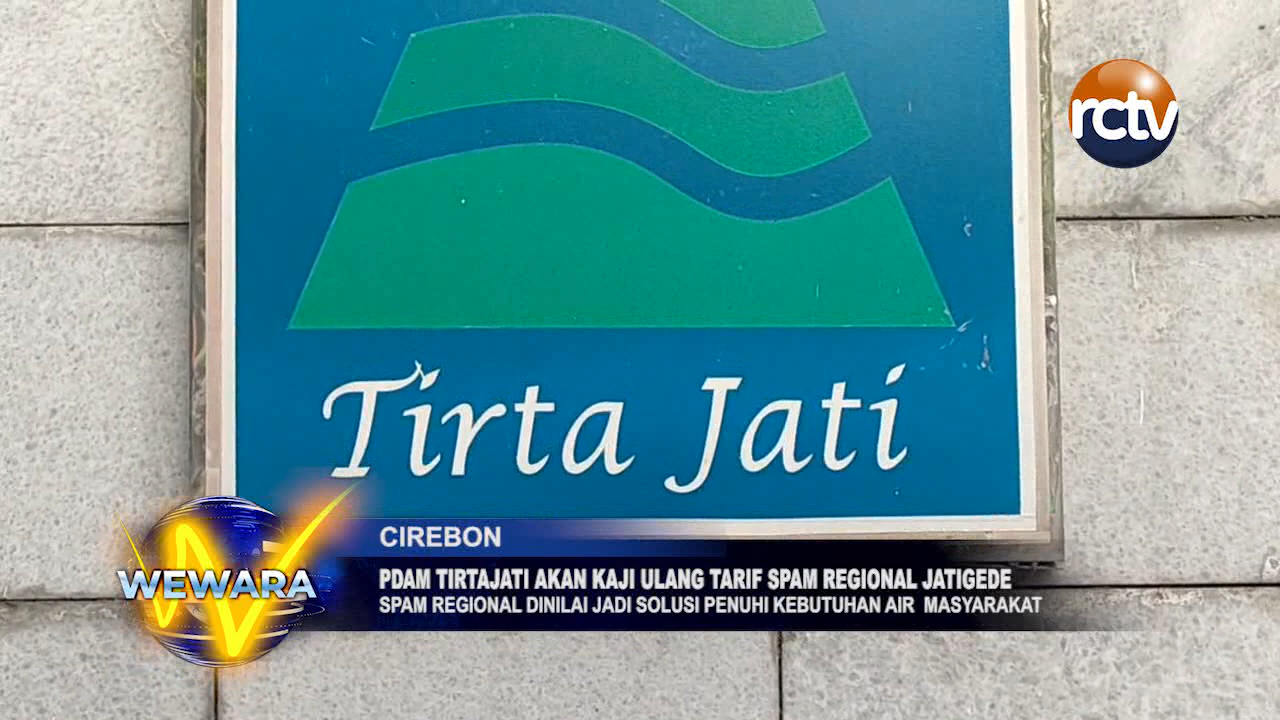 rctv
Tirta Jati
CIREBON
PDAM TIRTAJATI AKAN KAJI ULANG TARIF SPAM REGIONAL JATIGEDE
SPAM REGIONAL DINILAI JADI SOLUSI PENUHI KEBUTUHAN AIR MASYARAKAT
WEWARA